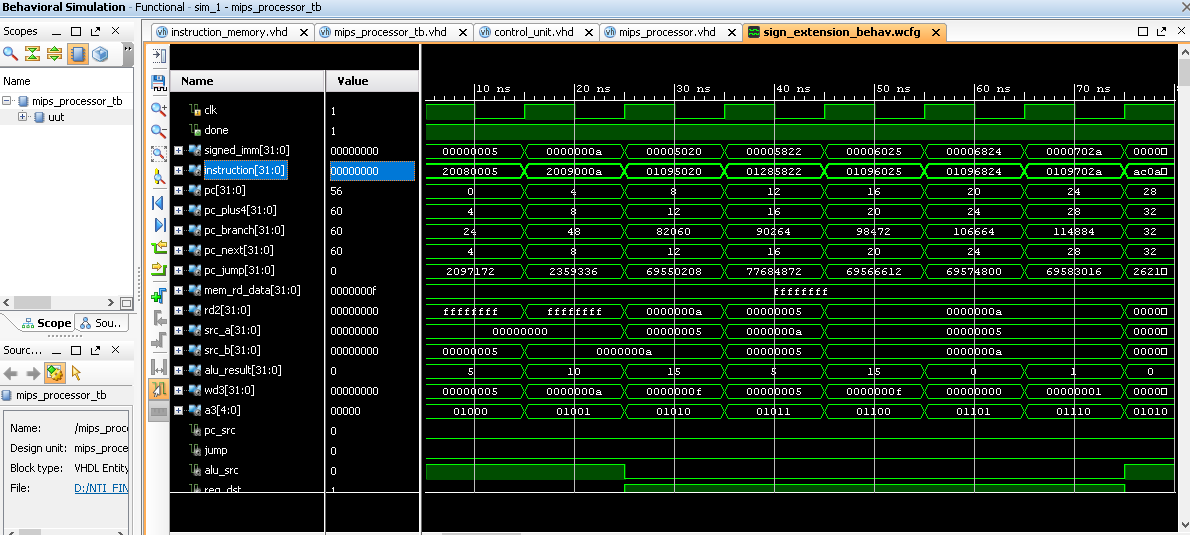 Behavioral Simulation - Functional - sim_1 - mips_processor_tb
Scopes
Name
mips_processor_tb
uut
Scope Sou..
Sourc...
mips_processor_tb
Name: /mips_proc
Design unit: mips_proces
Block type: VHDL Entity
File: D:/NTI_FIN
instruction_memory.vhd mips_processor_tb.vhd control_unit.vhd mips_processor.vhd sign_extension_behav.wcfg
Name Value
10 ns 20 ns 30 ns 40 ns 50 ns 60 ns 70 ns
clk 1
done 1
signed_imm[31:0] 00000000 00000005 0000000a 00005020 00005822 00006025 00006824 0000702a 0000
instruction[31:0] 00000000 20080005 2009000a 01095020 01285822 01096025 01096824 0109702a ac0a
pc[31:0] 56 0 4 8 12 16 20 24 28
pc_plus4[31:0] 60 4 8 12 16 20 24 28 32
pc_branch[31:0] 60 24 48 82060 90264 98472 106664 114884 32
pc_next[31:0] 60 4 8 12 16 20 24 28 32
pc_jump[31:0] 0 2097172 2359336 69550208 77684872 69566612 69574800 69583016 2621
mem_rd_data[31:0] 0000000f ffffffff
rd2[31:0] 00000000 ffffffff ffffffff 0000000a 00000005 0000000a 0000
src_a[31:0] 00000000 00000000 00000005 0000000a 00000005 0000
src_b[31:0] 00000000 00000005 0000000a 00000005 0000000a 0000
alu_result[31:0] 0 5 10 15 5 15 0 1 0
wd3[31:0] 00000000 00000005 0000000a 0000000f 00000005 0000000f 00000000 00000001 0000
a3[4:0] 00000 01000 01001 01010 01011 01100 01101 01110 01010
pc_src 0
jump 0
alu_src 0
reg_dst 1